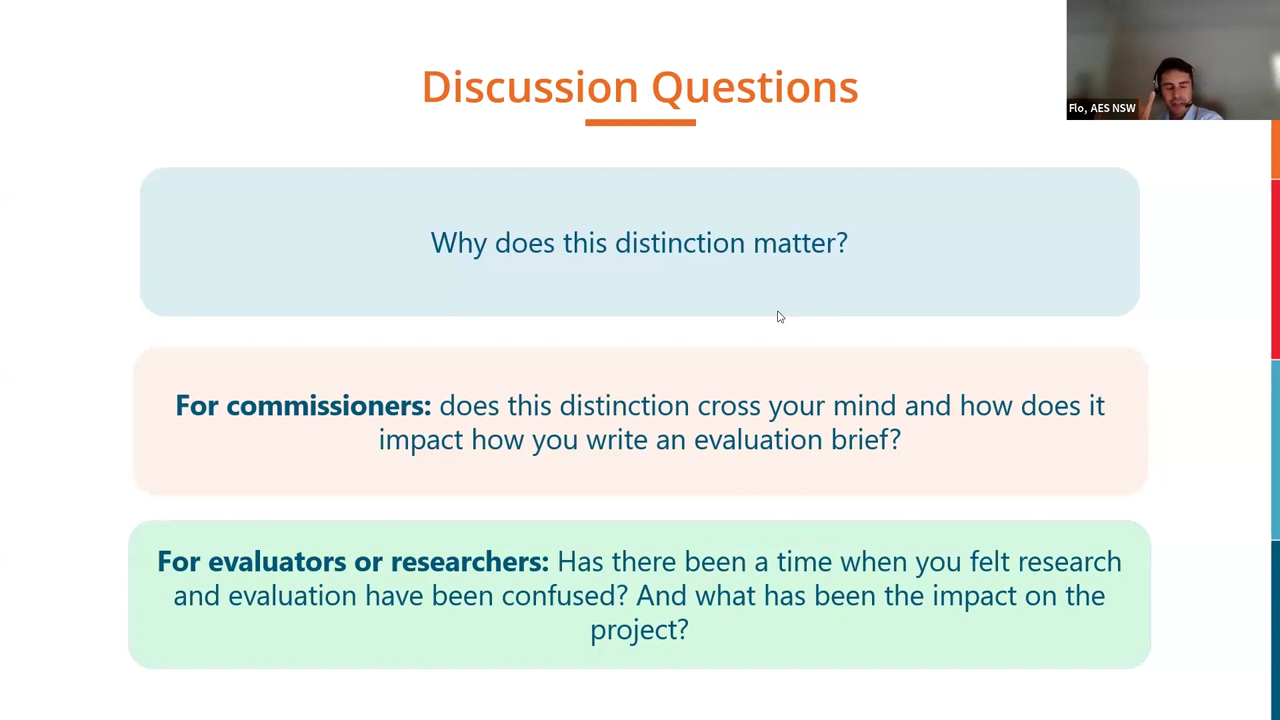 Discussion Questions
Flo, AES NSW
Why does this distinction matter?
For commissioners: does this distinction cross your mind and how does it
impact how you write an evaluation brief?
For evaluators or researchers: Has there been a time when you felt research
and evaluation have been confused? And what has been the impact on the
project?